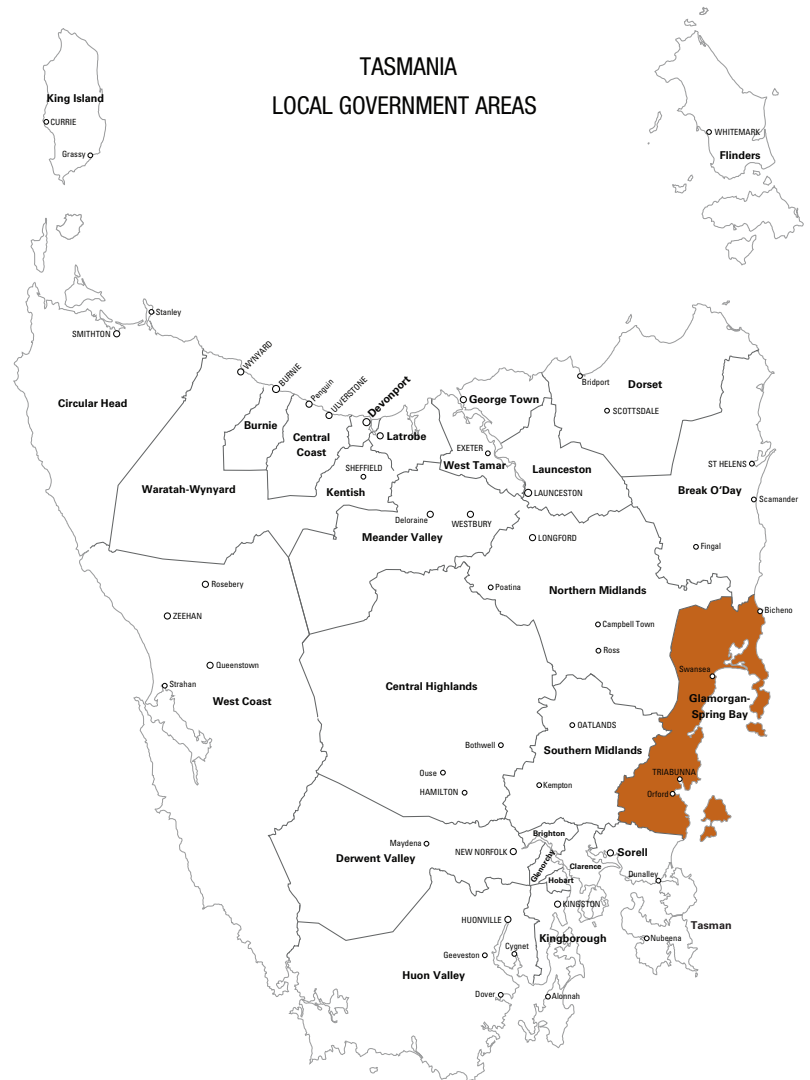 TASMANIA
LOCAL GOVERNMENT AREAS
King Island
CURRIE
Grassy
WHITEMARK
Flinders
Stanley
SMITHTON
WYNYARD
BURNIE
Penguin
ULVERSTONE
Devonport
George Town
Bridport
Dorset
SCOTTSDALE
Circular Head
Burnie
Central
Coast
Latrobe
EXETER
West Tamar
Launceston
ST HELENS
SHEFFIELD
Kentish
Waratah-Wynyard
LAUNCESTON
Break O'Day
Scamander
Deloraine
WESTBURY
Meander Valley
LONGFORD
Fingal
Rosebery
Poatina
Northern Midlands
ZEEHAN
Campbell Town
Bicheno
Ross
Queenstown
Strahan
West Coast
Central Highlands
Swansea
Glamorgan-
Spring Bay
OATLANDS
Southern Midlands
Bothwell
Ouse
HAMILTON
Kempton
TRIABUNNA
Orford
Brighton
Maydena
Derwent Valley
NEW NORFOLK
Glenorchy
Clarence
Sorell
Hobart
Dunalley
KINGSTON
HUONVILLE
Kingborough
Tasman
Nubeena
Cygnet
Geeveston
Huon Valley
Dover
Alonnah